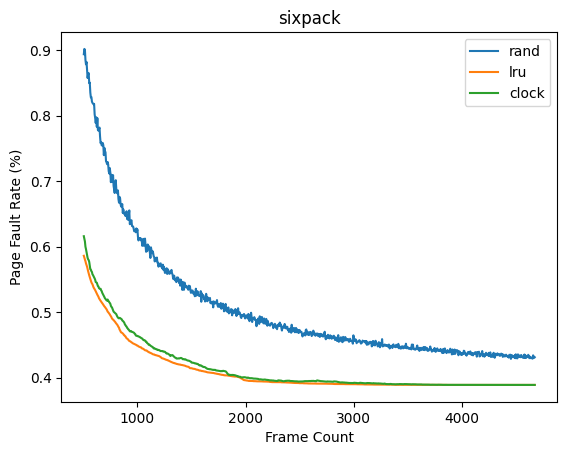 sixpack
rand
lru
clock
0.9
0.8
0.7
0.6
0.5
0.4
Page Fault Rate (%)
1000 2000 3000 4000
Frame Count